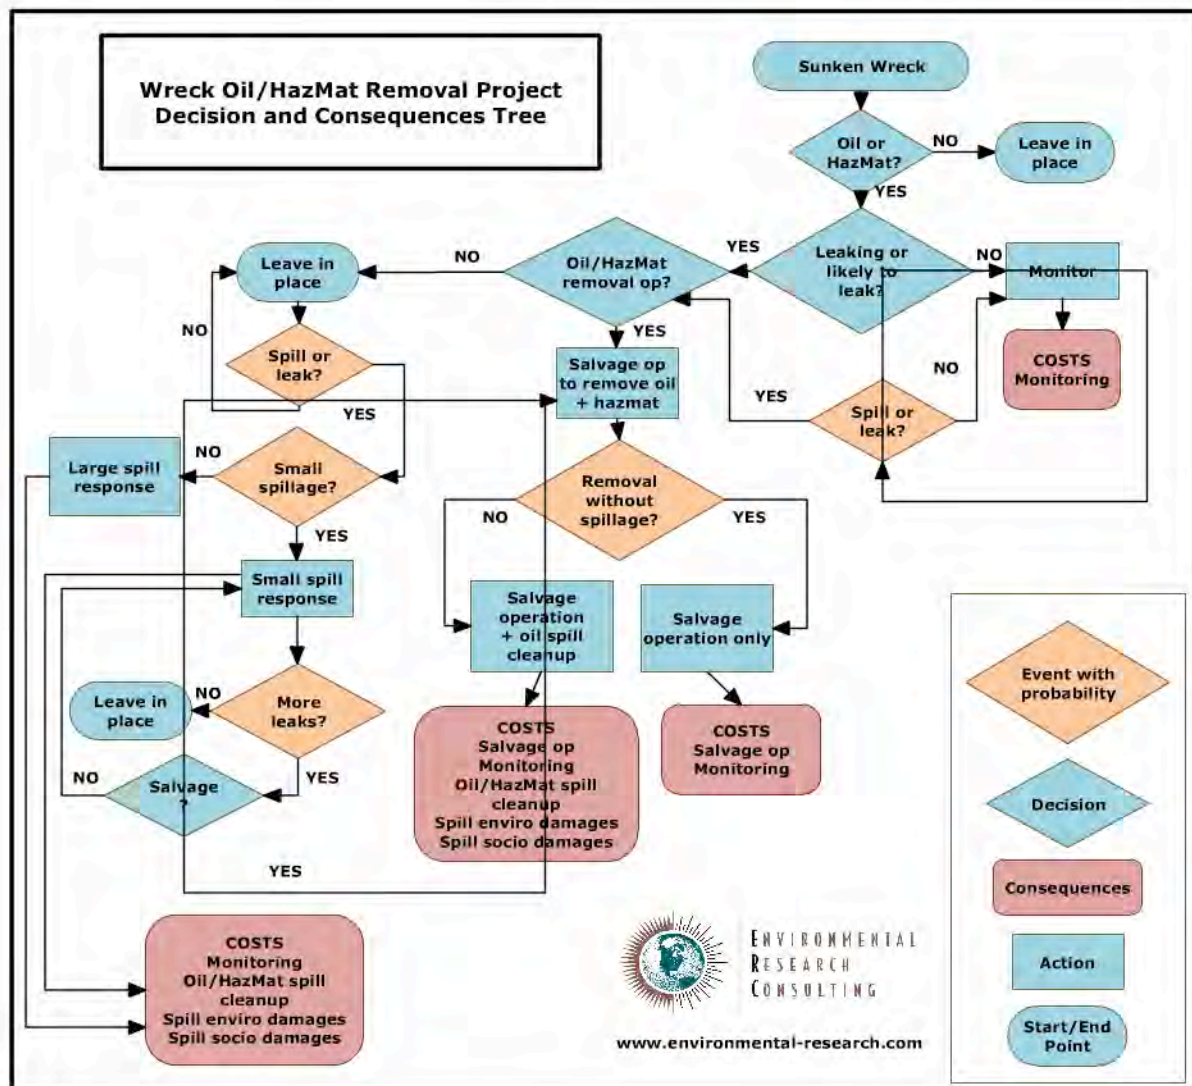 Wreck Oil/HazMat Removal Project
Decision and Consequences Tree
Sunken Wreck
Oil or
HazMat?
NO
Leave in
place
YES
Leaking or
likely to
leak?
YES
NO
Monitor
COSTS
Monitoring
Oil/HazMat
removal op?
NO
Leave in
place
YES
Salvage op
to remove oil
+ hazmat
Spill or
leak?
NO
YES
Spill or
leak?
NO
YES
Small
spillage?
NO
Large spill
response
YES
Removal
without
spillage?
NO
YES
Small spill
response
Salvage
operation
+ oil spill
cleanup
Salvage
operation only
More
leaks?
NO
Leave in
place
YES
Salvage
?
NO
YES
COSTS
Salvage op
Monitoring
Oil/HazMat spill
cleanup
Spill enviro damages
Spill socio damages
COSTS
Salvage op
Monitoring
COSTS
Monitoring
Oil/HazMat spill
cleanup
Spill enviro damages
Spill socio damages
ENVIRONMENTAL
RESEARCH
CONSULTING
www.environmental-research.com
Event with
probability
Decision
Consequences
Action
Start/End
Point